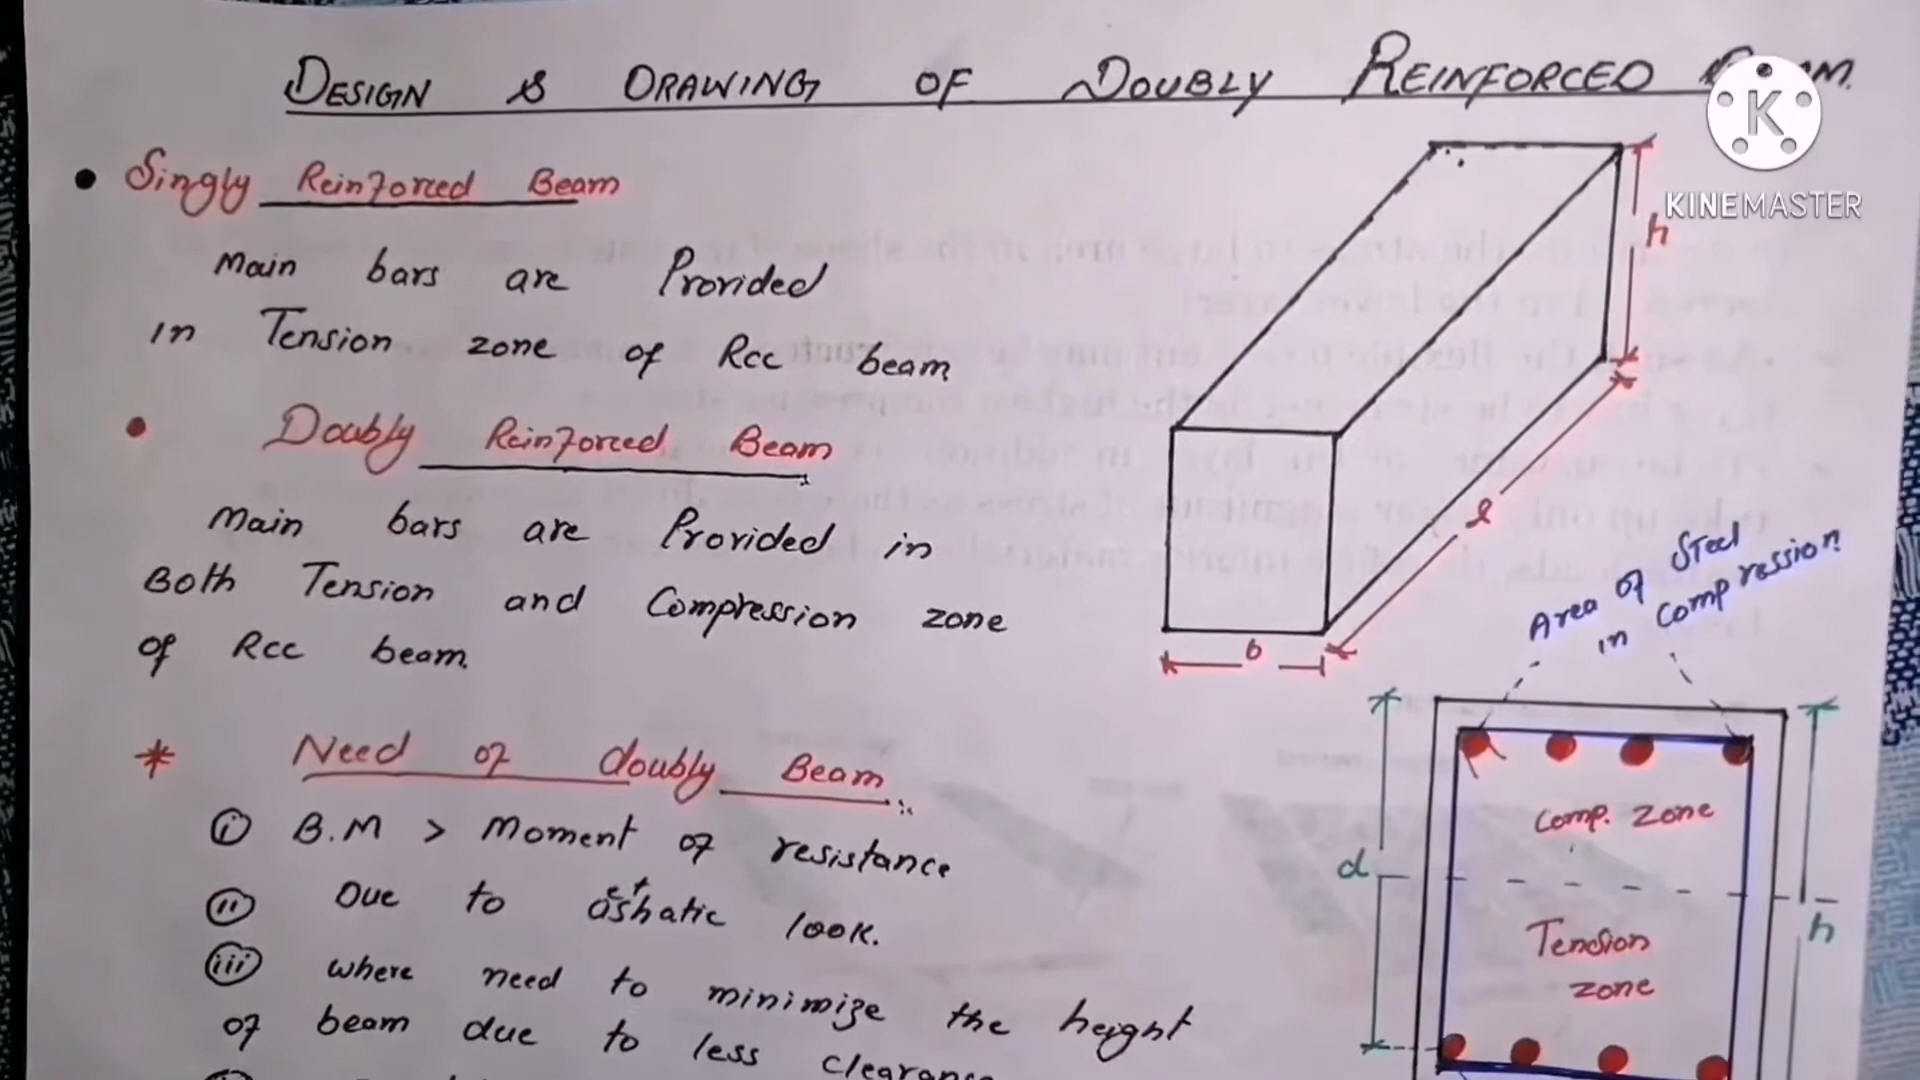 DESIGN & DRAWING OF DOUBLY REINFORCED
K
KINEMASTER
• Singly Reinforced Beam
Main bars are Provided
in Tension zone of Rcc beam
• Doubly Reinforced Beam
Main bars are Provided in
Both Tension and Compression zone
of Rcc beam
* Need of doubly Beam
(i) B.M > Moment of resistance
(ii) Due to look.
(iii) where need to minimize the height
of beam due to less
h
l
b
Area of Steel
in Compression
Comp. Zone
d
h
Tension
zone